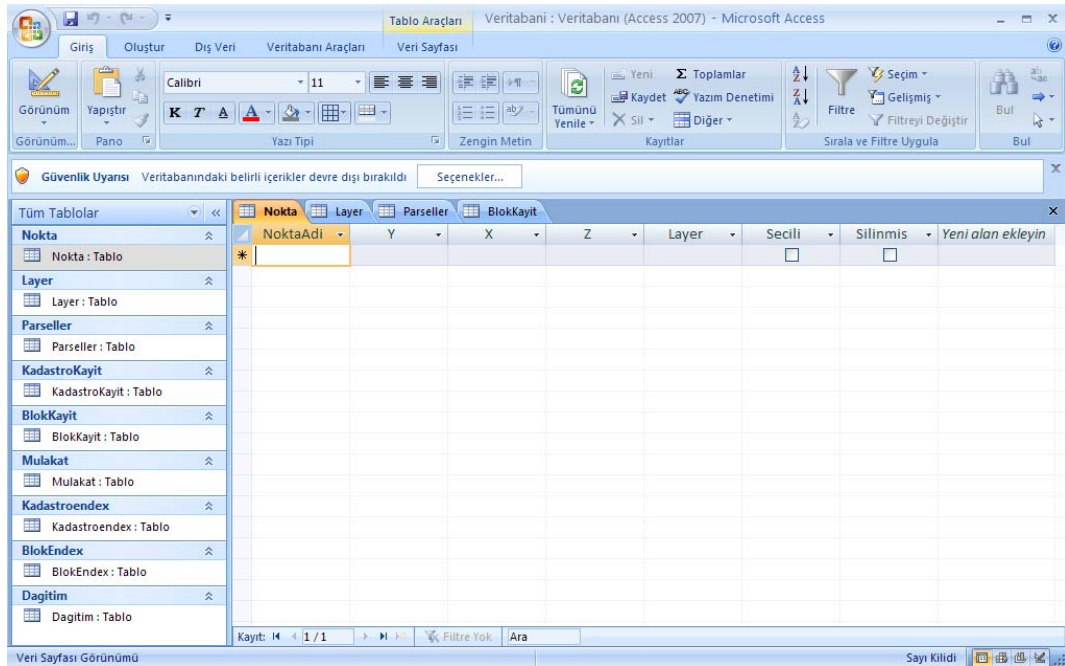 Tablo Araçları Veritabani : Veritabanı (Access 2007) - Microsoft Access
Giriş Oluştur Dış Veri Veritabanı Araçları Veri Sayfası
Görünüm
Yapıştır
Calibri 11
K T A A
Tümünü Yenile
Yeni
Kaydet
Sil
Σ Toplamlar
Yazım Denetimi
Diğer
Filtre
Seçim
Gelişmiş
Filtreyi Değiştir
Bul
Görünüm... Pano Yazı Tipi Zengin Metin Kayıtlar Sırala ve Filtre Uygula Bul
Güvenlik Uyarısı Veritabanındaki belirli içerikler devre dışı bırakıldı Seçenekler...
Tüm Tablolar
Nokta
Nokta : Tablo
Layer
Layer : Tablo
Parseller
Parseller : Tablo
KadastroKayit
KadastroKayit : Tablo
BlokKayit
BlokKayit : Tablo
Mulakat
Mulakat : Tablo
Kadastroendex
Kadastroendex : Tablo
BlokEndex
BlokEndex : Tablo
Dagitim
Dagitim : Tablo
Nokta Layer Parseller BlokKayit
NoktaAdi Y X Z Layer Secili Silinmis Yeni alan ekleyin
Kayıt: 1 / 1 Filtre Yok Ara
Veri Sayfası Görünümü Sayı Kilidi